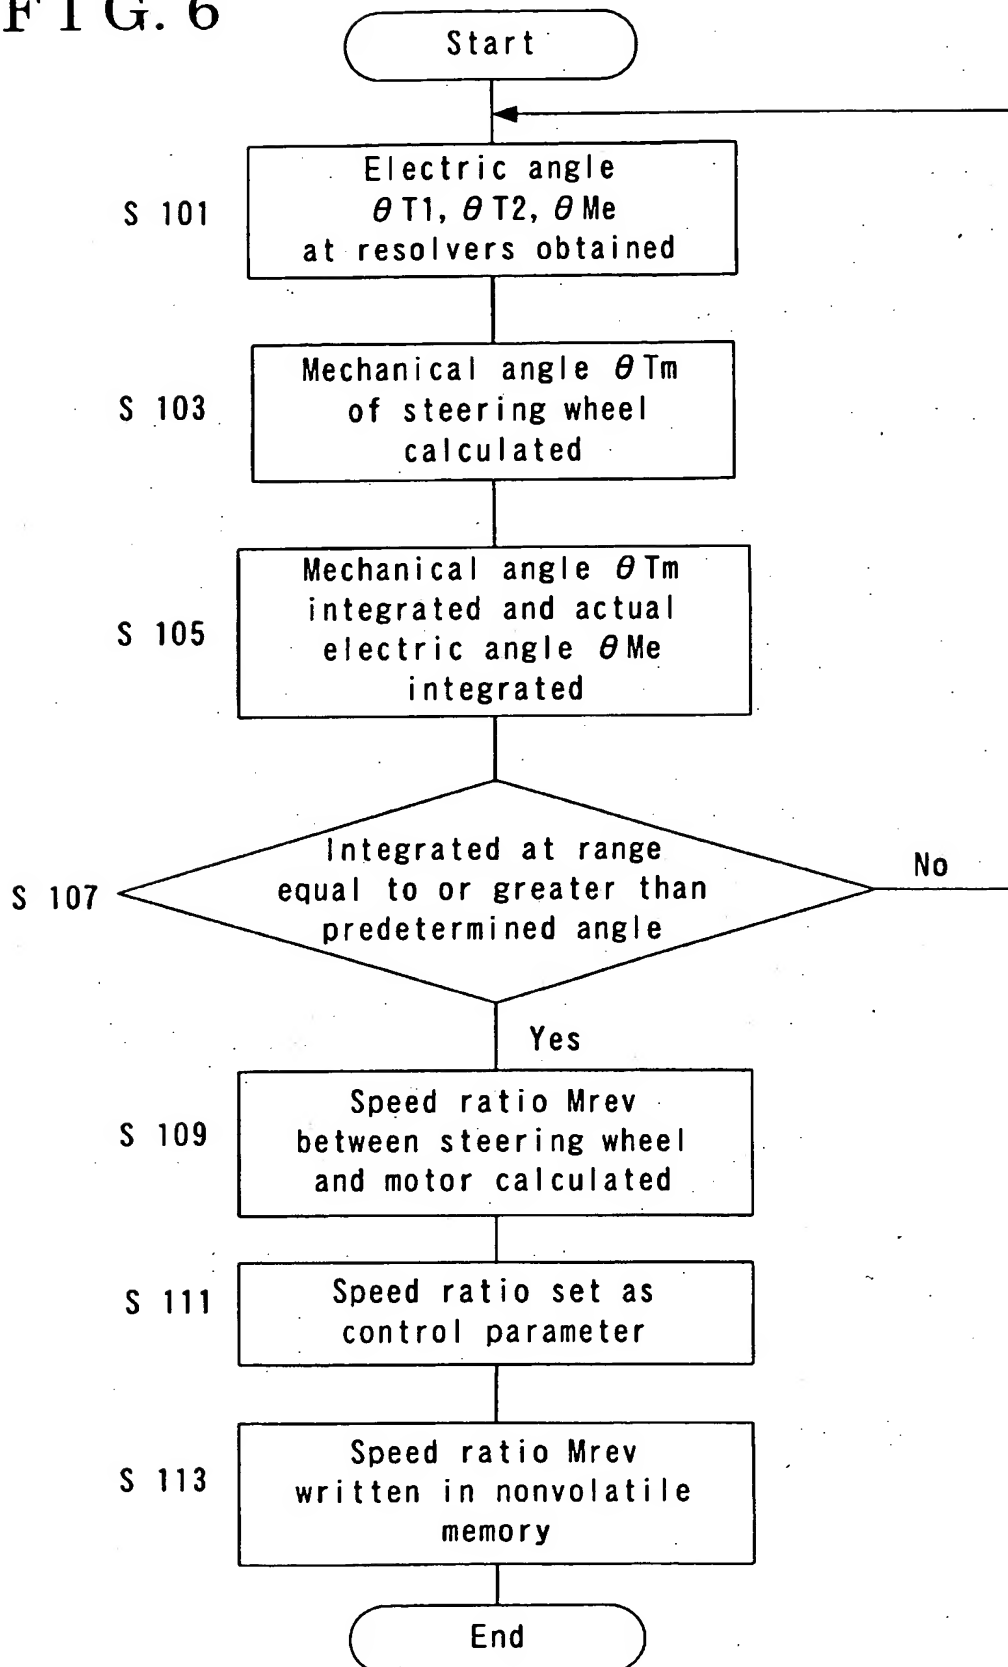 FIG. 6
Start
Electric angle
θT1, θT2, θMe
at resolvers obtained
S 101
Mechanical angle θTm
of steering wheel
calculated
S 103
Mechanical angle θTm
integrated and actual
electric angle θMe
integrated
S 105
Integrated at range
equal to or greater than
predetermined angle
S 107
No
Yes
Speed ratio Mrev
between steering wheel
and motor calculated
S 109
Speed ratio set as
control parameter
S 111
Speed ratio Mrev
written in nonvolatile
memory
S 113
End